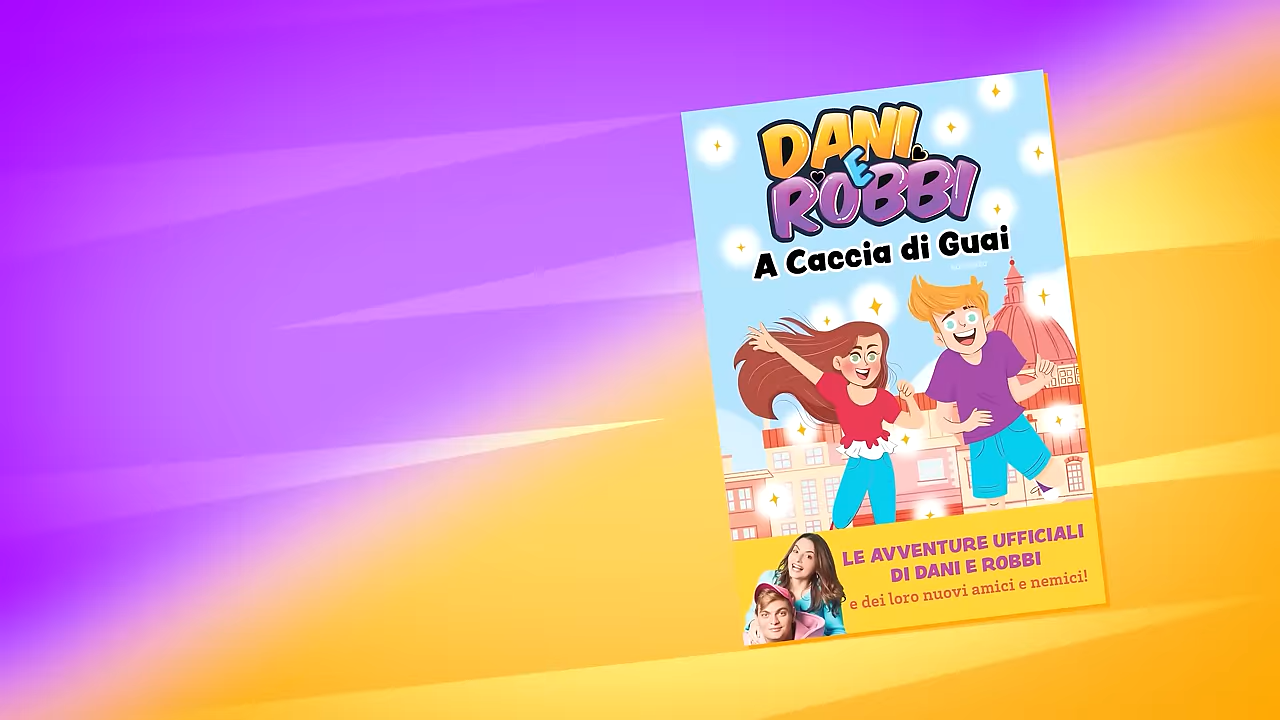 DANI
E
ROBBI
A Caccia di Guai
LE AVVENTURE UFFICIALI
DI DANI E ROBBI
e dei loro nuovi amici e nemici!